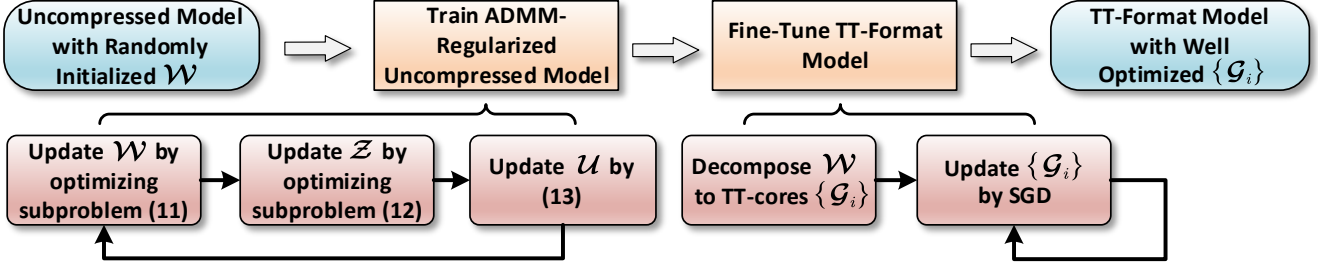 Uncompressed Model
with Randomly
Initialized 𝓦
Train ADMM-
Regularized
Uncompressed Model
Fine-Tune TT-Format
Model
TT-Format Model
with Well
Optimized {𝓖ᵢ}
Update 𝓦 by
optimizing
subproblem (11)
Update 𝓩 by
optimizing
subproblem (12)
Update 𝓤 by
(13)
Decompose 𝓦
to TT-cores {𝓖ᵢ}
Update {𝓖ᵢ}
by SGD